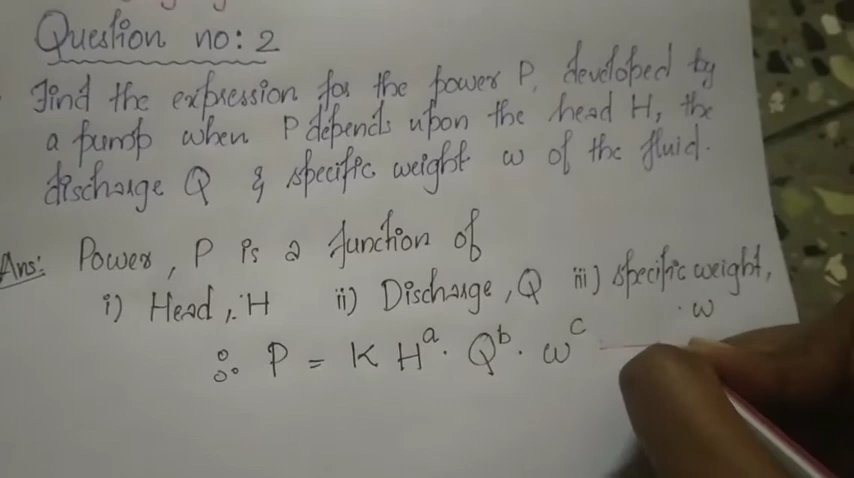 Question no: 2
Find the expression for the power P, developed by
a pump when P depends upon the head H, the
discharge Q & specific weight w of the fluid.
Ans: Power, P is a function of
i) Head, H ii) Discharge, Q iii) specific weight,
w
∴ P = K H^a · Q^b · w^c